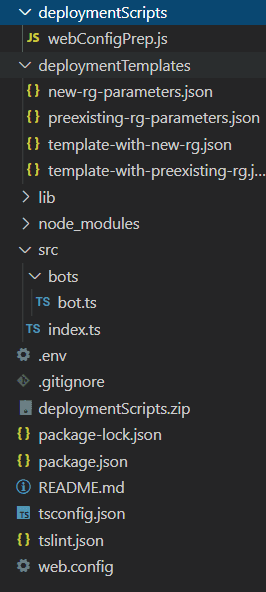 deploymentScripts
JS webConfigPrep.js
deploymentTemplates
{} new-rg-parameters.json
{} preexisting-rg-parameters.json
{} template-with-new-rg.json
{} template-with-preexisting-rg.j...
lib
node_modules
src
bots
TS bot.ts
TS index.ts
.env
.gitignore
deploymentScripts.zip
{} package-lock.json
{} package.json
README.md
TS tsconfig.json
{} tslint.json
web.config